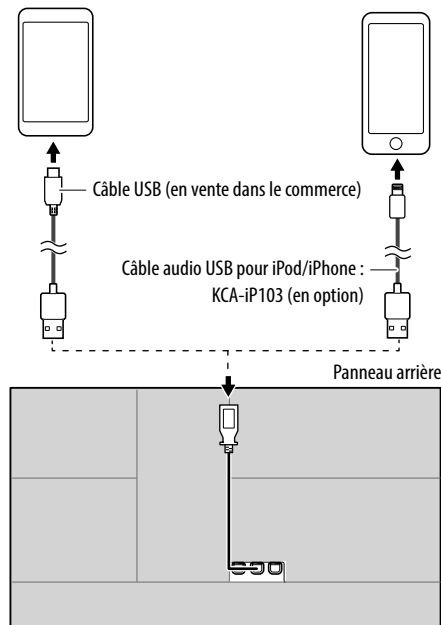 Câble USB (en vente dans le commerce)
Câble audio USB pour iPod/iPhone :
KCA-iP103 (en option)
Panneau arrière